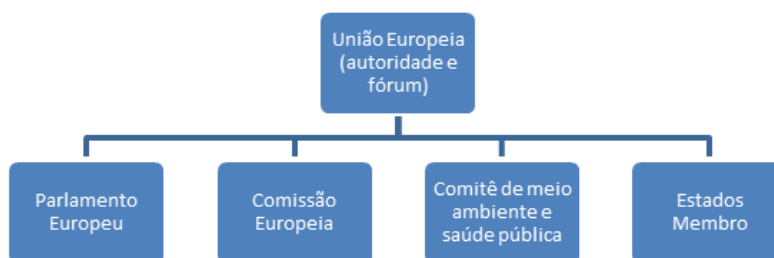 União Europeia
(autoridade e
fórum)
Parlamento
Europeu
Comissão
Europeia
Comitê de meio
ambiente e
saúde pública
Estados
Membro